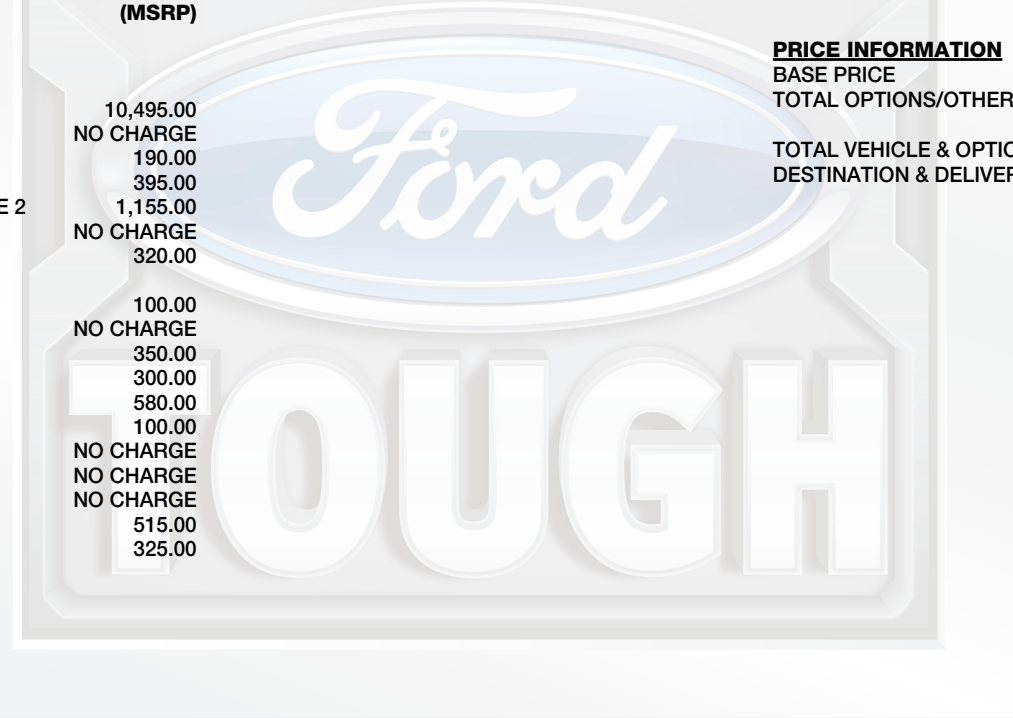 (MSRP)
10,495.00
NO CHARGE
190.00
395.00
E 2 1,155.00
NO CHARGE
320.00
100.00
NO CHARGE
350.00
300.00
580.00
100.00
NO CHARGE
NO CHARGE
NO CHARGE
515.00
325.00
PRICE INFORMATION
BASE PRICE
TOTAL OPTIONS/OTHER
TOTAL VEHICLE & OPTIO
DESTINATION & DELIVER
Ford
TOUGH